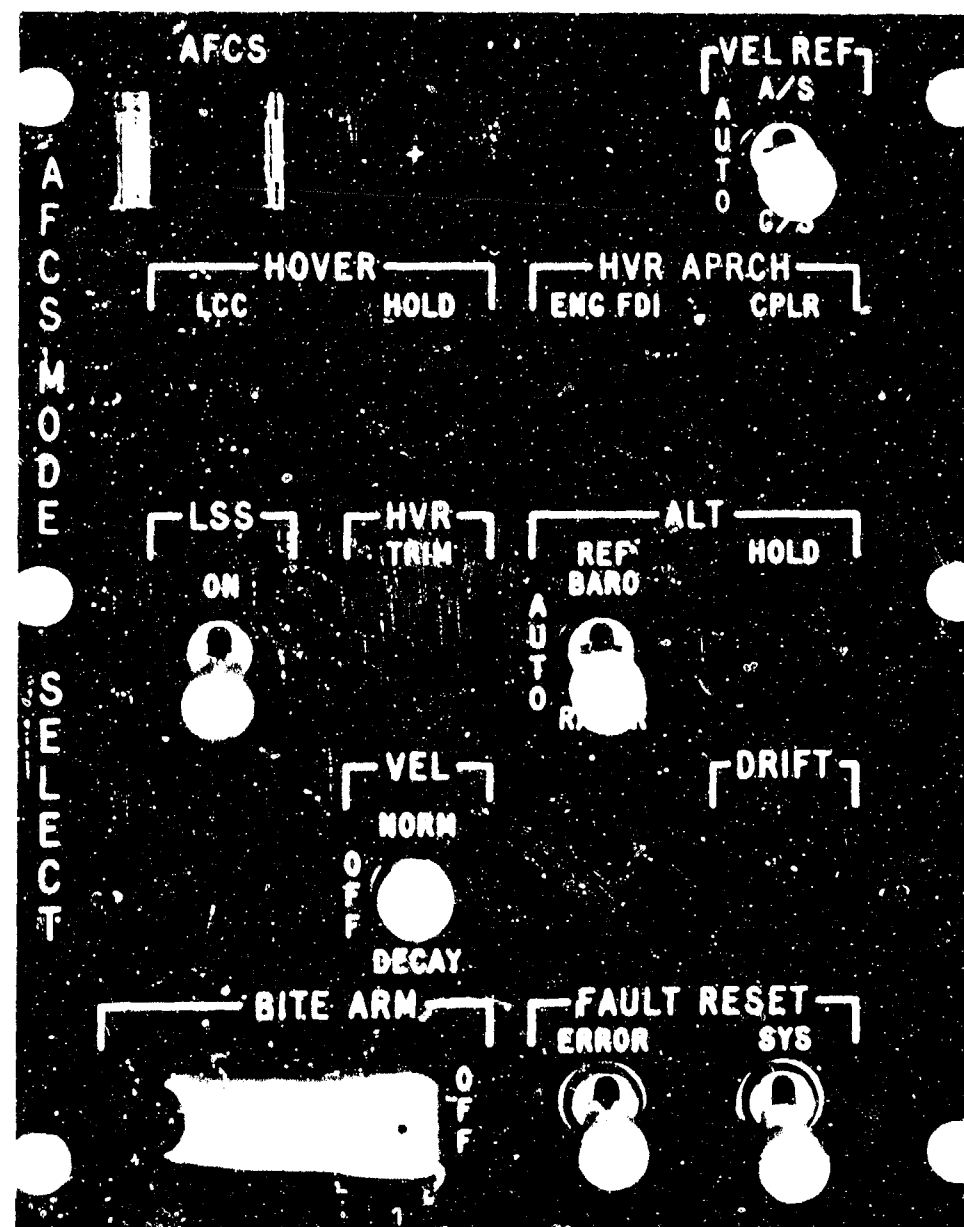 AFCS
VEL REF
A/S
AUTO
G/S
AFCS MODE SELECT
HOVER
LCC
HOLD
HVR APRCH
ENG FDI
CPLR
LSS
ON
HVR
TRIM
ALT
REF
BARO
HOLD
AUTO
VEL
NORM
OFF
DECAY
DRIFT
BITE ARM
OFF
FAULT RESET
ERROR
SYS